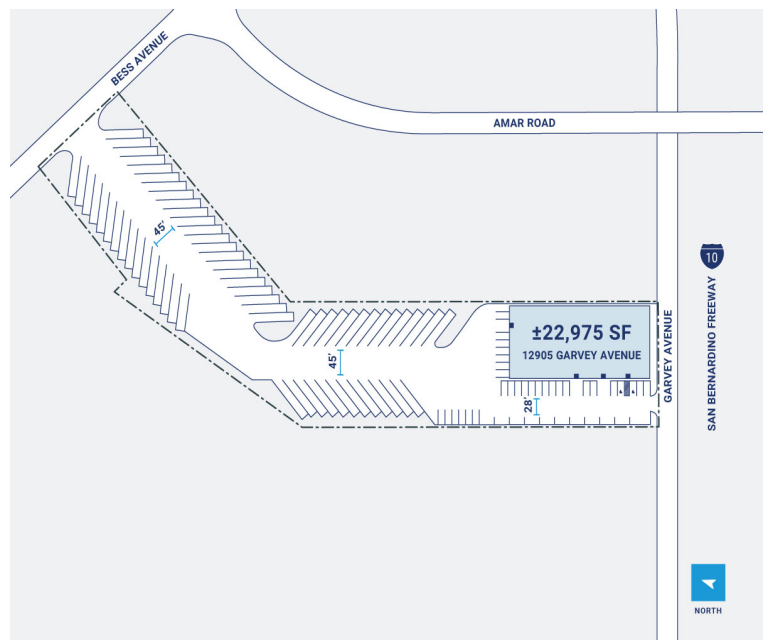 BESS AVENUE
AMAR ROAD
45'
10
SAN BERNARDINO FREEWAY
GARVEY AVENUE
±22,975 SF
12905 GARVEY AVENUE
45'
28'
NORTH